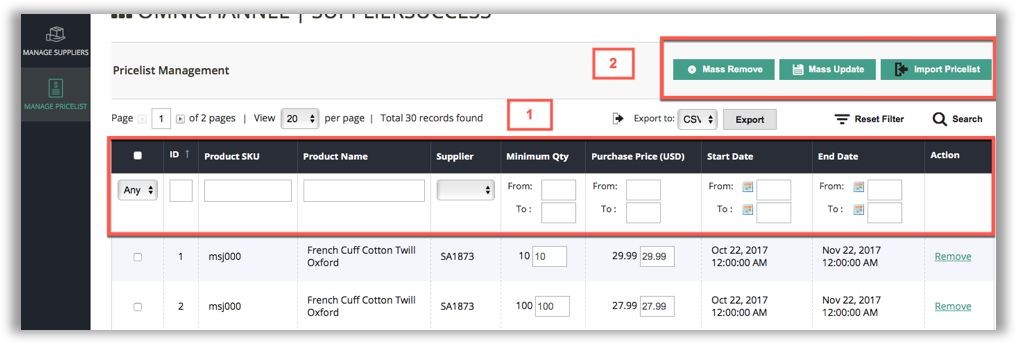 OMNICHANNEL | SUPPLIERSUCCESS
MANAGE SUPPLIERS
MANAGE PRICELIST
Pricelist Management
2
Mass Remove Mass Update Import Pricelist
Page 1 of 2 pages | View 20 per page | Total 30 records found
1
Export to: CSV Export Reset Filter Search
ID ↑ Product SKU Product Name Supplier Minimum Qty Purchase Price (USD) Start Date End Date Action
Any From: From: From: From:
To : To : To : To :
1 msj000 French Cuff Cotton Twill Oxford SA1873 10 10 29.99 29.99 Oct 22, 2017 12:00:00 AM Nov 22, 2017 12:00:00 AM Remove
2 msj000 French Cuff Cotton Twill Oxford SA1873 100 100 27.99 27.99 Oct 22, 2017 12:00:00 AM Nov 22, 2017 12:00:00 AM Remove